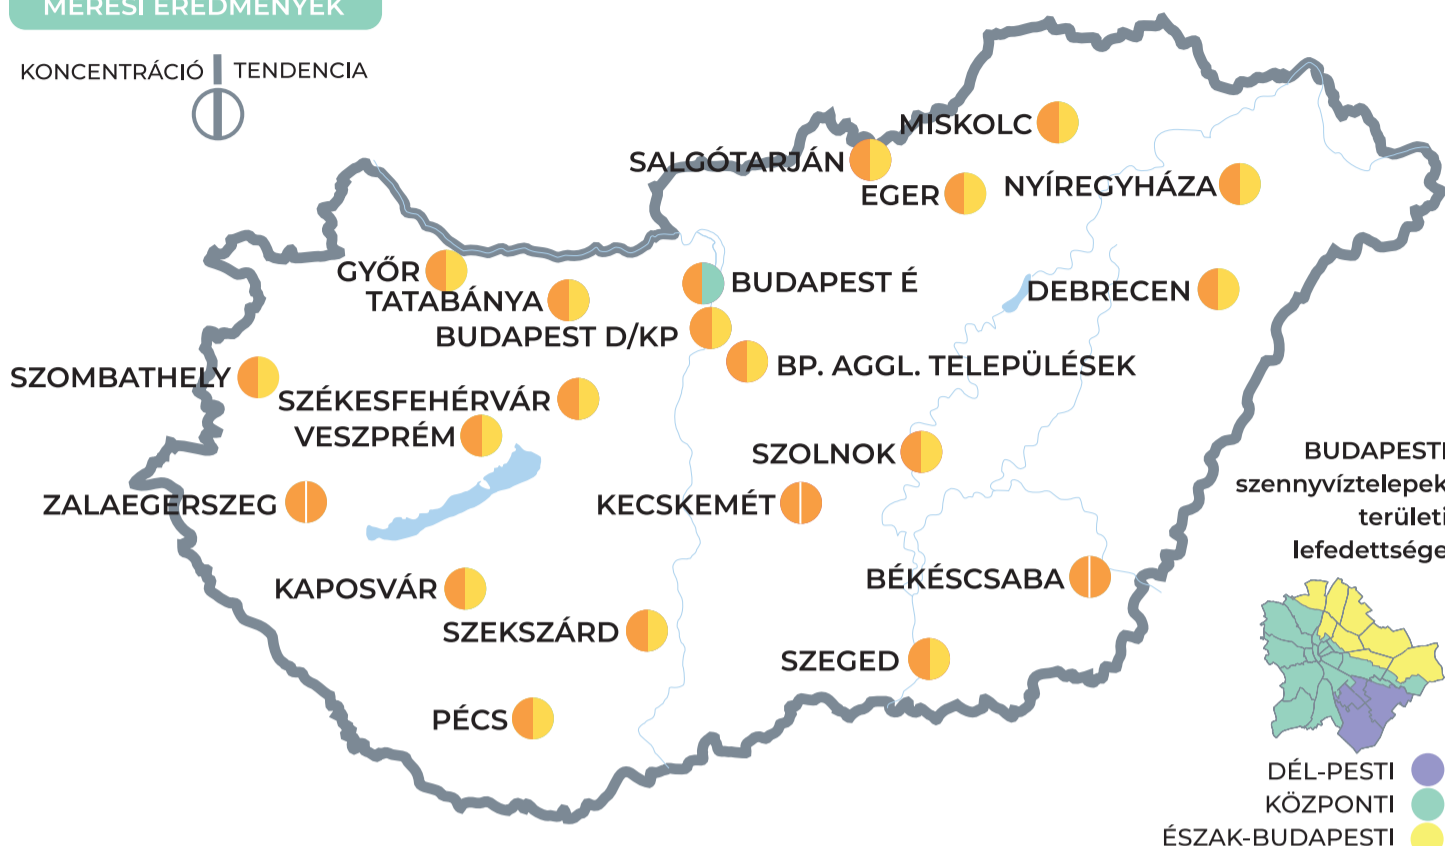 MÉRÉSI EREDMÉNYEK
KONCENTRÁCIÓ
TENDENCIA
MISKOLC
SALGÓTARJÁN
EGER
NYÍREGYHÁZA
GYŐR
TATABÁNYA
BUDAPEST É
DEBRECEN
BUDAPEST D/KP
BP. AGGL. TELEPÜLÉSEK
SZOMBATHELY
SZÉKESFEHÉRVÁR
VESZPRÉM
SZOLNOK
ZALAEGERSZEG
KECSKEMÉT
BÉKÉSCSABA
KAPOSVÁR
SZEKSZÁRD
SZEGED
PÉCS
BUDAPESTI
szennyvíztelepek
területi
lefedettsége
DÉL-PESTI
KÖZPONTI
ÉSZAK-BUDAPESTI